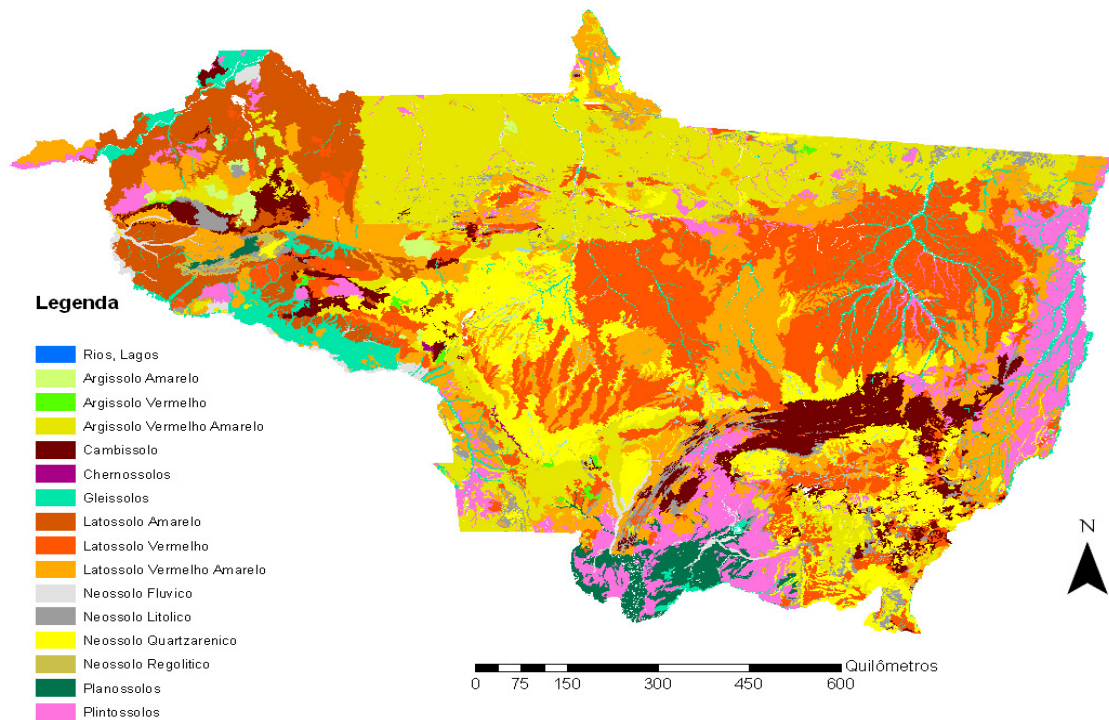 Legenda
Rios, Lagos
Argissolo Amarelo
Argissolo Vermelho
Argissolo Vermelho Amarelo
Cambissolo
Chernossolos
Gleissolos
Latossolo Amarelo
Latossolo Vermelho
Latossolo Vermelho Amarelo
Neossolo Fluvico
Neossolo Litolico
Neossolo Quartzarenico
Neossolo Regolitico
Planossolos
Plintossolos
N
Quilômetros
0 75 150 300 450 600